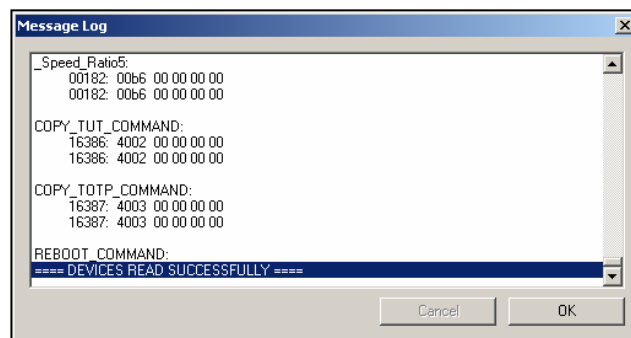 Message Log
_Speed_Ratio5:
00182: 00b6 00 00 00 00
00182: 00b6 00 00 00 00
COPY_TUT_COMMAND:
16386: 4002 00 00 00 00
16386: 4002 00 00 00 00
COPY_TOTP_COMMAND:
16387: 4003 00 00 00 00
16387: 4003 00 00 00 00
REBOOT_COMMAND:
==== DEVICES READ SUCCESSFULLY ====
Cancel
OK